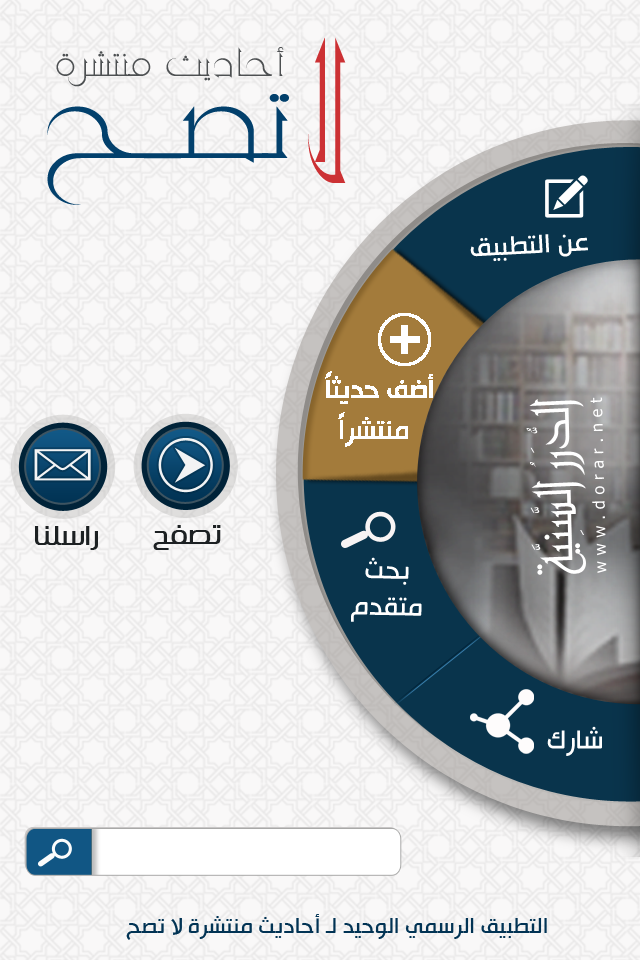 أحاديث منتشرة
لا تصح
عن التطبيق
أضف حديثاً
منتشراً
الدرر السنية
www.dorar.net
بحث
متقدم
تصفح
راسلنا
شارك
التطبيق الرسمي الوحيد لـ أحاديث منتشرة لا تصح